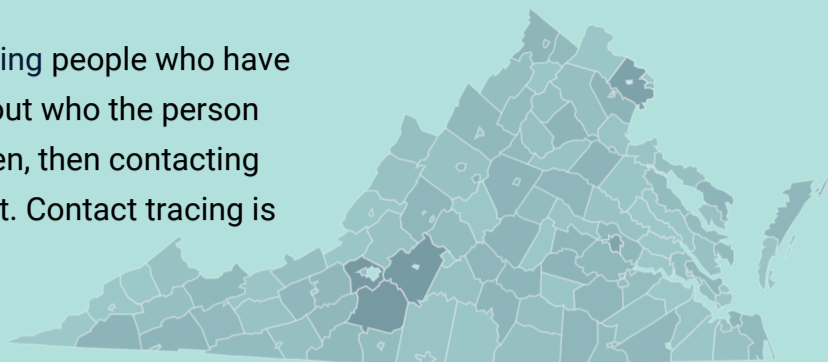 ing people who have
out who the person
en, then contacting
t. Contact tracing is